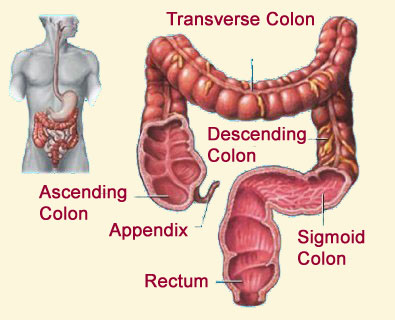 Transverse Colon
Descending
Colon
Ascending
Colon
Appendix
Sigmoid
Colon
Rectum